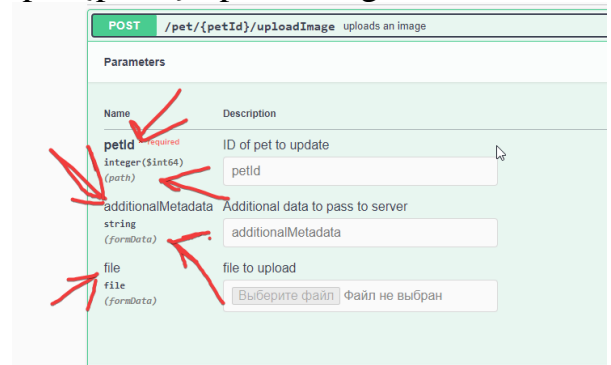 POST /pet/{petId}/uploadImage uploads an image
Parameters
Name Description
petId required ID of pet to update
integer($int64) petId
(path)
additionalMetadata Additional data to pass to server
string additionalMetadata
(formData)
file file to upload
file Выберите файл Файл не выбран
(formData)